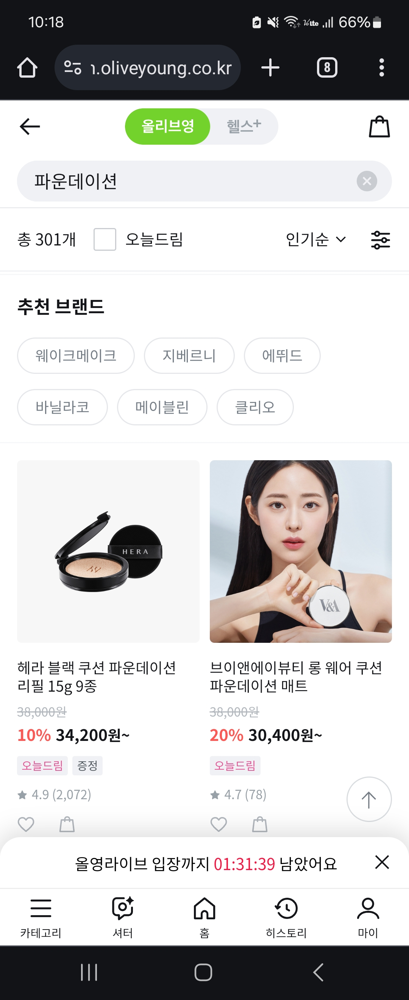 10:18
Lte
66%
.oliveyoung.co.kr
8
올리브영 헬스+
파운데이션
총 301개 오늘드림 인기순
추천 브랜드
웨이크메이크 지베르니 에뛰드
바닐라코 메이블린 클리오
HERA
V&A
헤라 블랙 쿠션 파운데이션
리필 15g 9종
38,000원
10% 34,200원~
오늘드림 증정
4.9 (2,072)
브이앤에이뷰티 롱 웨어 쿠션
파운데이션 매트
38,000원
20% 30,400원~
오늘드림
4.7 (78)
올영라이브 입장까지 01:31:39 남았어요
카테고리 셔터 홈 히스토리 마이